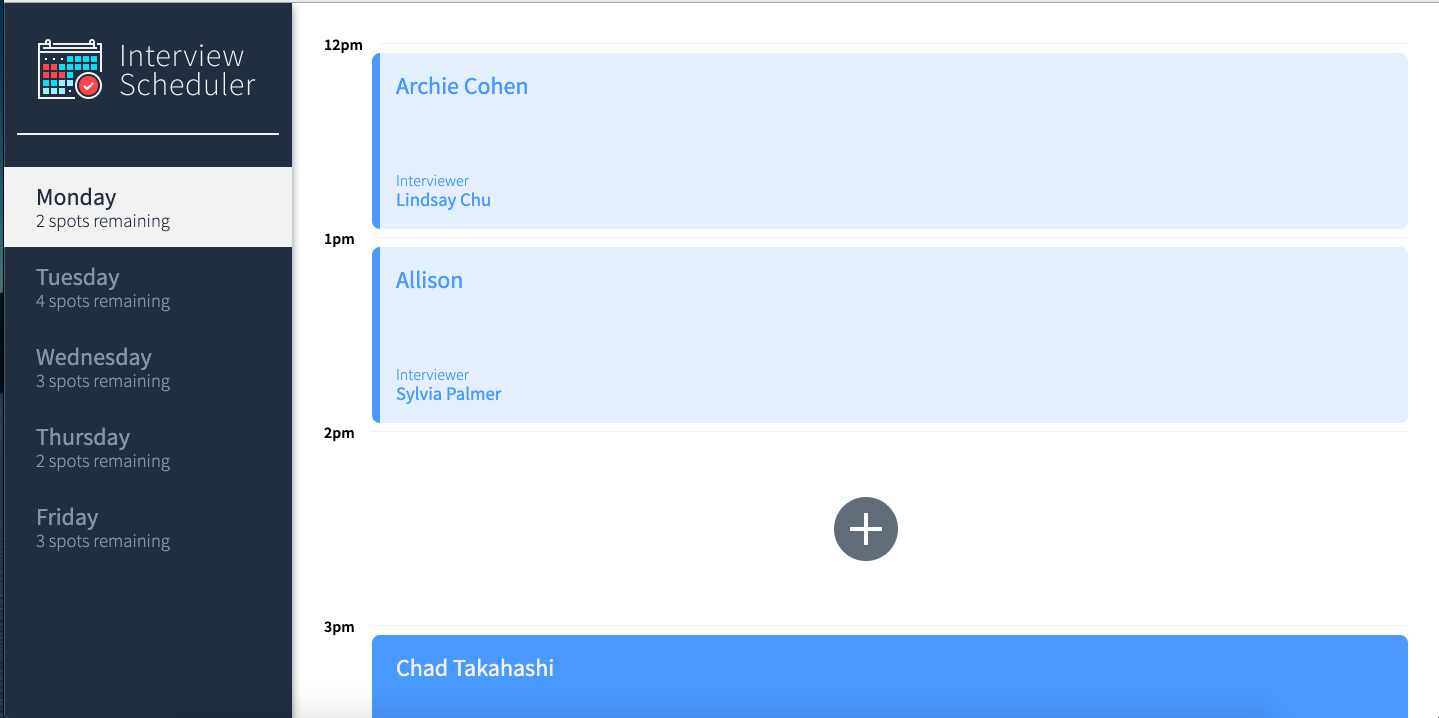 Interview
Scheduler
Monday
2 spots remaining
Tuesday
4 spots remaining
Wednesday
3 spots remaining
Thursday
2 spots remaining
Friday
3 spots remaining
12pm
Archie Cohen
Interviewer
Lindsay Chu
1pm
Allison
Interviewer
Sylvia Palmer
2pm
3pm
Chad Takahashi